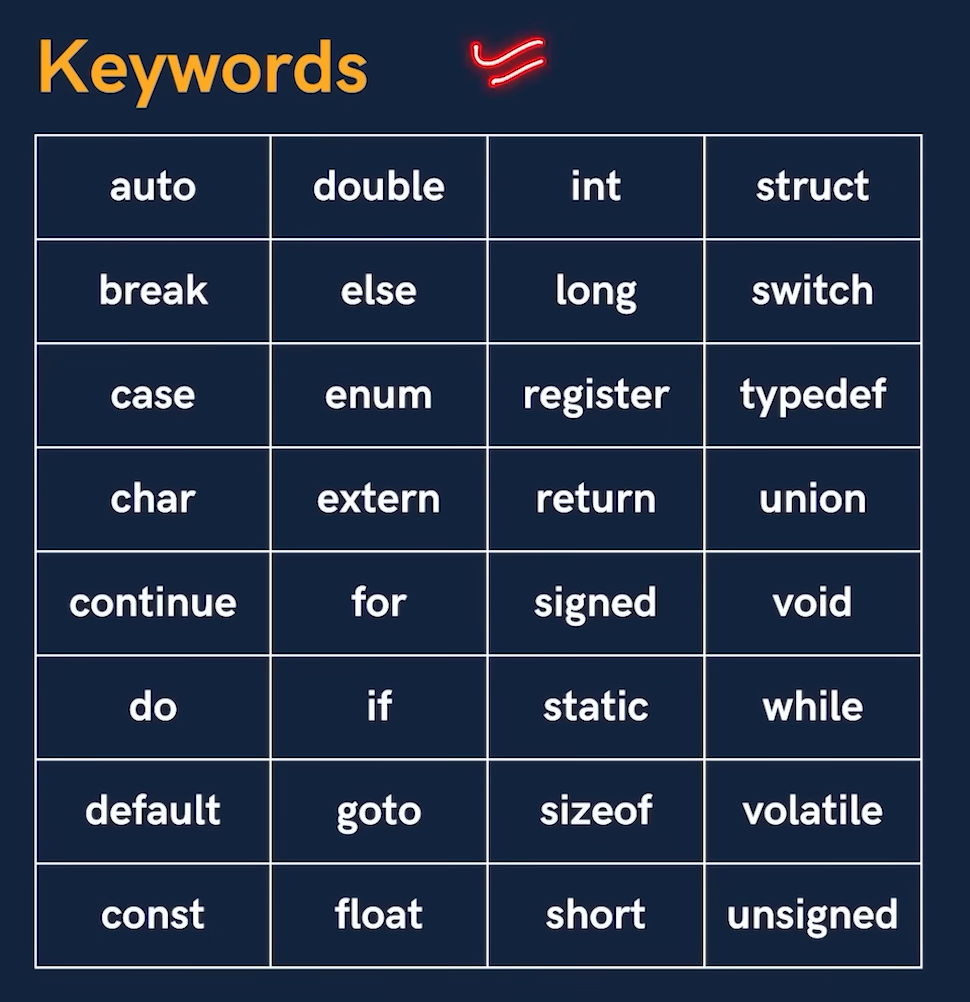 Keywords
auto double int struct
break else long switch
case enum register typedef
char extern return union
continue for signed void
do if static while
default goto sizeof volatile
const float short unsigned